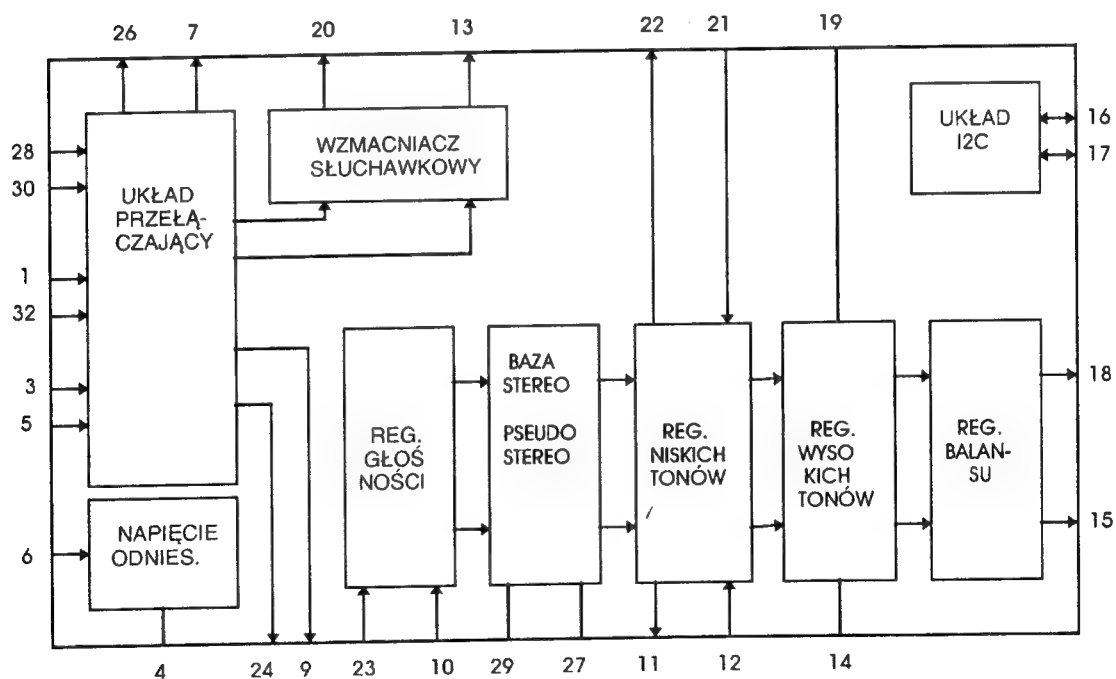 26 7 20 13 22 21 19
28
30
1
32
3
5
6
UKŁAD
PRZEŁĄ-
CZAJĄCY
WZMACNIACZ
SŁUCHAWKOWY
UKŁAD
I2C
16
17
NAPIĘCIE
ODNIES.
REG.
GŁOŚ
NOŚCI
BAZA
STEREO
PSEUDO
STEREO
REG.
NISKICH
TONÓW
REG.
WYSO
KICH
TONÓW
REG.
BALAN-
SU
18
15
4 24 9 23 10 29 27 11 12 14